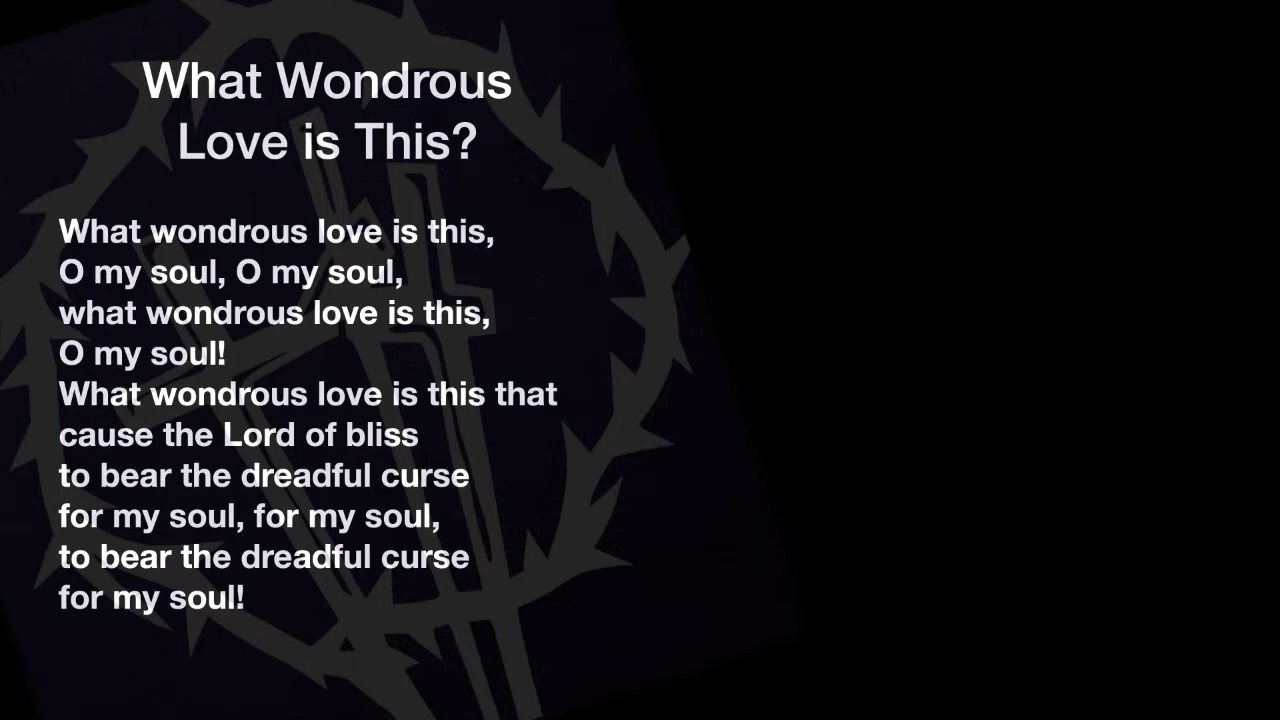 What Wondrous
Love is This?
What wondrous love is this,
O my soul, O my soul,
what wondrous love is this,
O my soul!
What wondrous love is this that
cause the Lord of bliss
to bear the dreadful curse
for my soul, for my soul,
to bear the dreadful curse
for my soul!